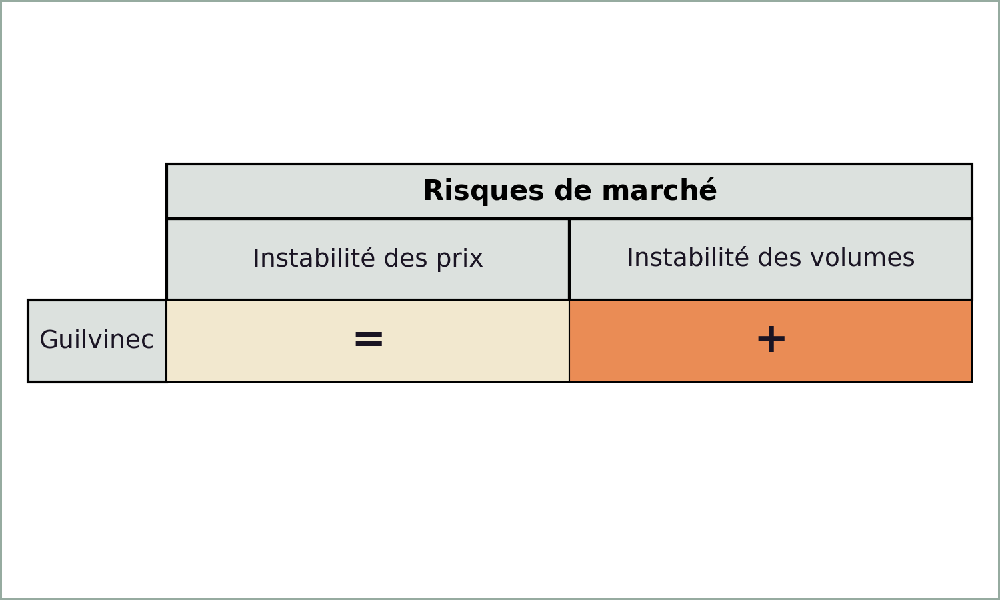 Risques de marché
Instabilité des prix
Instabilité des volumes
Guilvinec
=
+